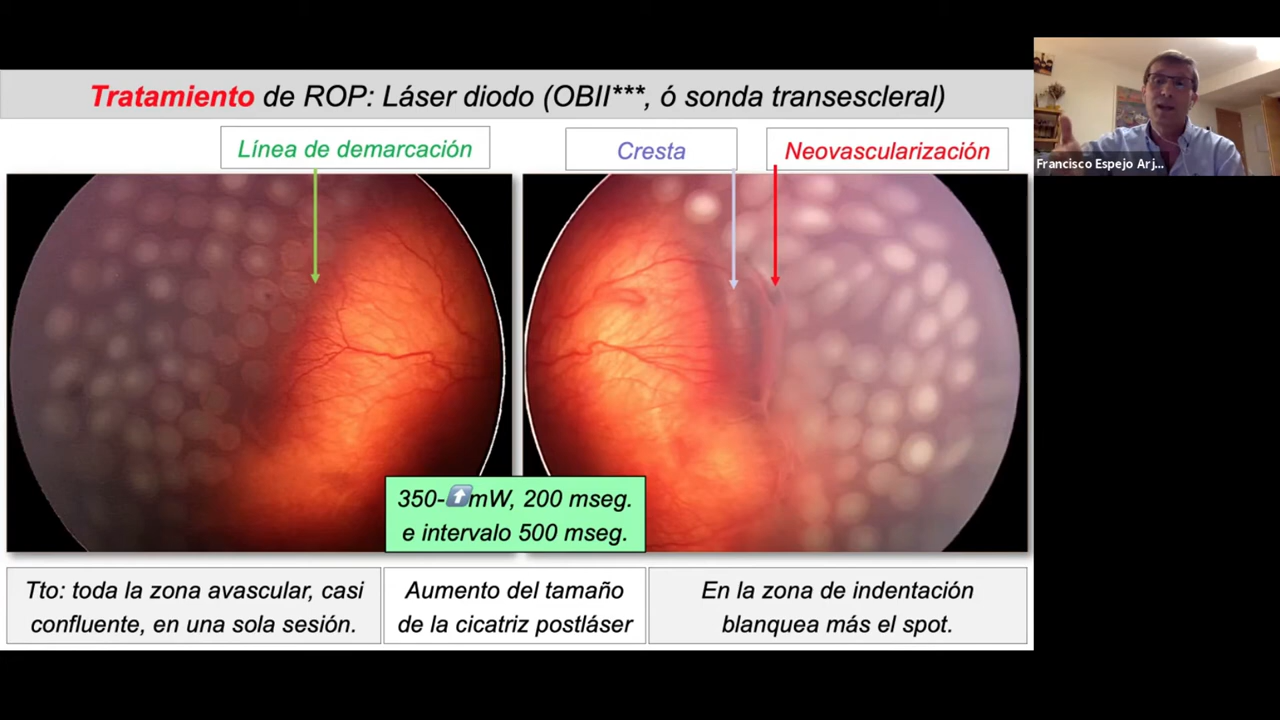 Tratamiento de ROP: Láser diodo (OBII***, ó sonda transescleral)
Línea de demarcación
Cresta
Neovascularización
Francisco Espejo Arj...
350-⬆mW, 200 mseg.
e intervalo 500 mseg.
Tto: toda la zona avascular, casi
confluente, en una sola sesión.
Aumento del tamaño
de la cicatriz postláser
En la zona de indentación
blanquea más el spot.